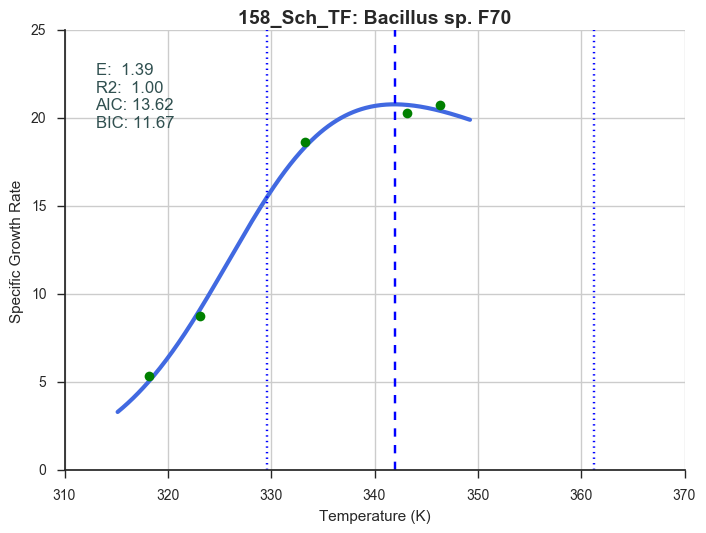 158_Sch_TF: Bacillus sp. F70
E:  1.39
R2:  1.00
AIC: 13.62
BIC: 11.67
Specific Growth Rate
25
20
15
10
5
0
310 320 330 340 350 360 370
Temperature (K)